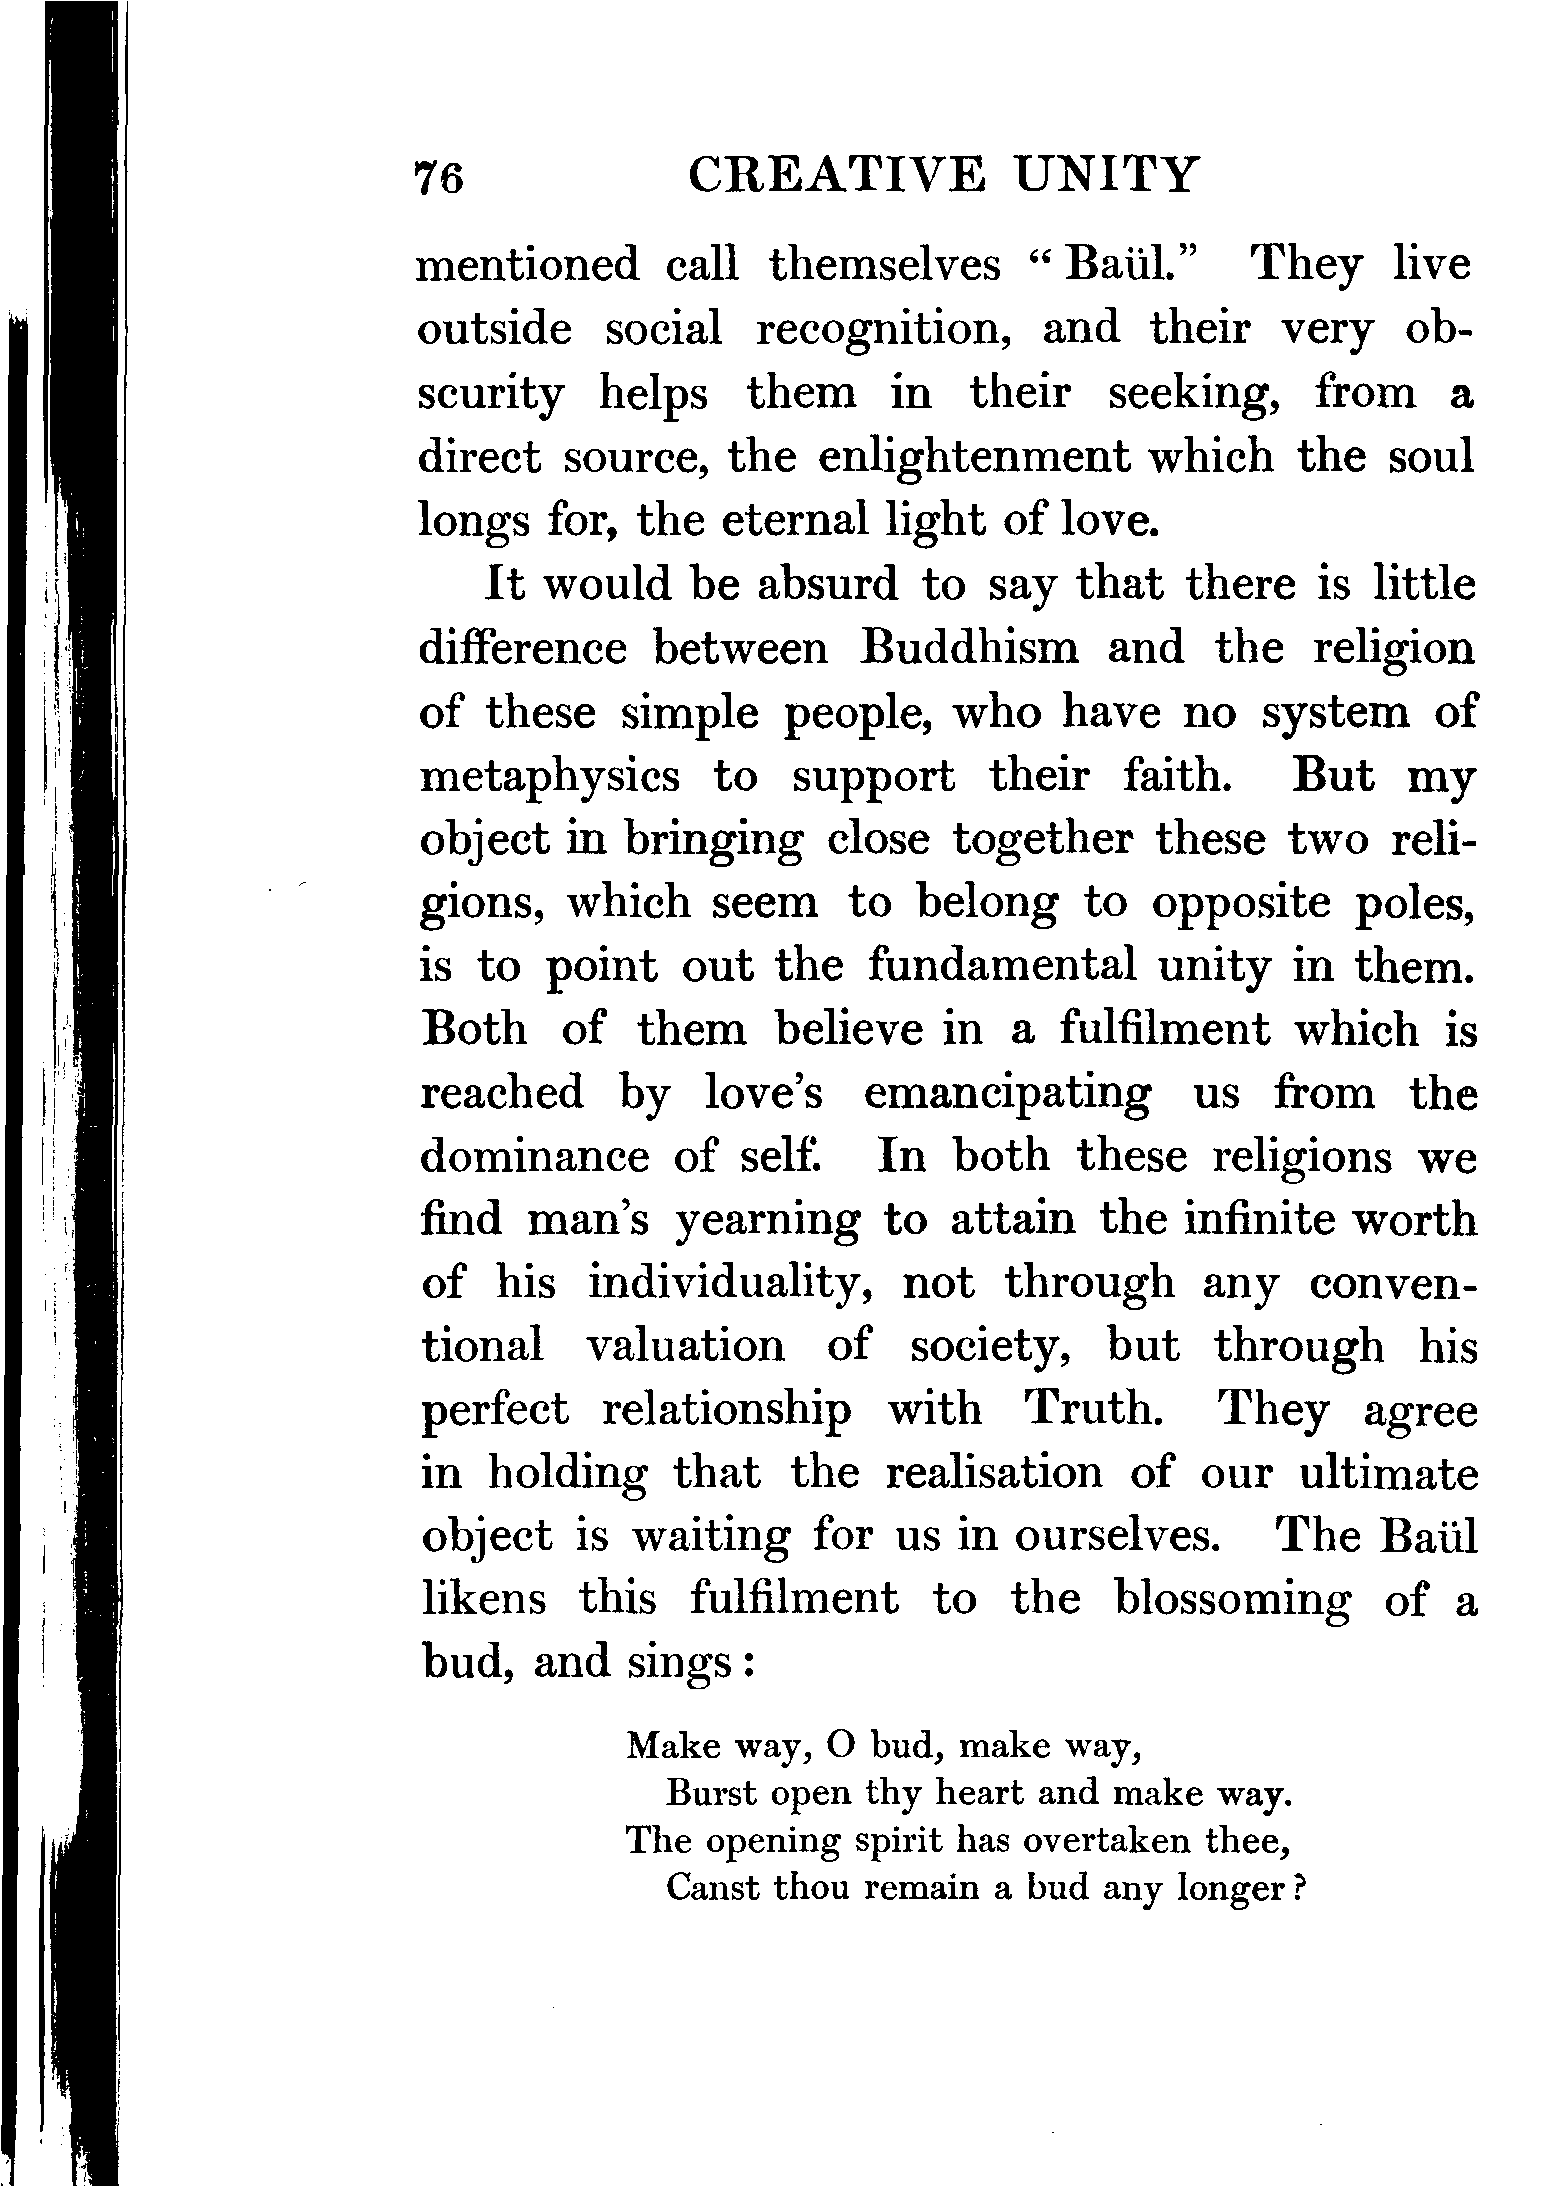 76 CREATIVE UNITY
mentioned call themselves “ Baül.” They live
outside social recognition, and their very ob-
scurity helps them in their seeking, from a
direct source, the enlightenment which the soul
longs for, the eternal light of love.
It would be absurd to say that there is little
difference between Buddhism and the religion
of these simple people, who have no system of
metaphysics to support their faith. But my
object in bringing close together these two reli-
gions, which seem to belong to opposite poles,
is to point out the fundamental unity in them.
Both of them believe in a fulfilment which is
reached by love’s emancipating us from the
dominance of self. In both these religions we
find man’s yearning to attain the infinite worth
of his individuality, not through any conven-
tional valuation of society, but through his
perfect relationship with Truth. They agree
in holding that the realisation of our ultimate
object is waiting for us in ourselves. The Baül
likens this fulfilment to the blossoming of a
bud, and sings :
Make way, O bud, make way,
Burst open thy heart and make way.
The opening spirit has overtaken thee,
Canst thou remain a bud any longer ?